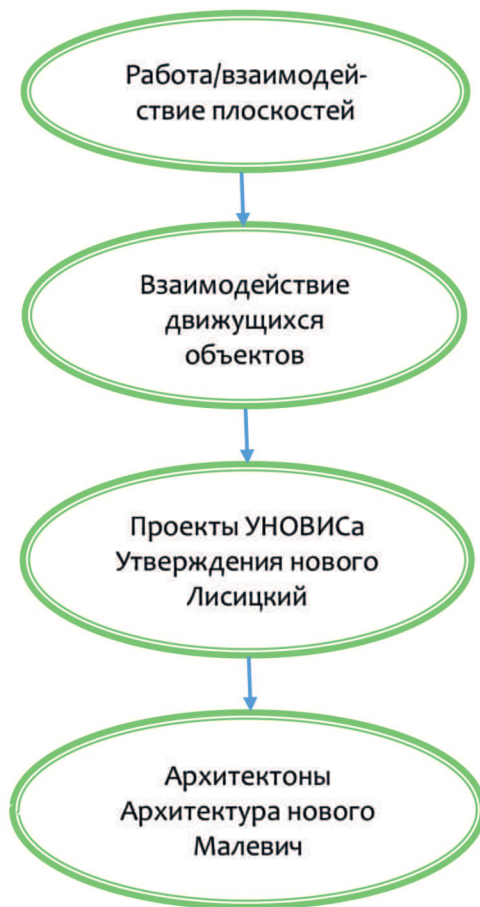 Работа/взаимодей-
ствие плоскостей
Взаимодействие
движущихся
объектов
Проекты УНОВИСа
Утверждения нового
Лисицкий
Архитектоны
Архитектура нового
Малевич